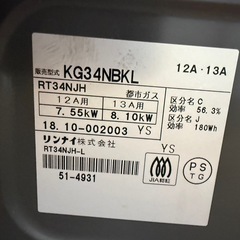 販売型式 KG34NBKL 12A・13A
RT34NJH 都市ガス
12A用 13A用
7.55kW 8.10kW
区分名 C
効率 56.3%
区分名 J
効率 180Wh
18.10-002003 YS
リンナイ株式会社 YS
RT34NJH-L
51-4931
JIA認証
PS
TG